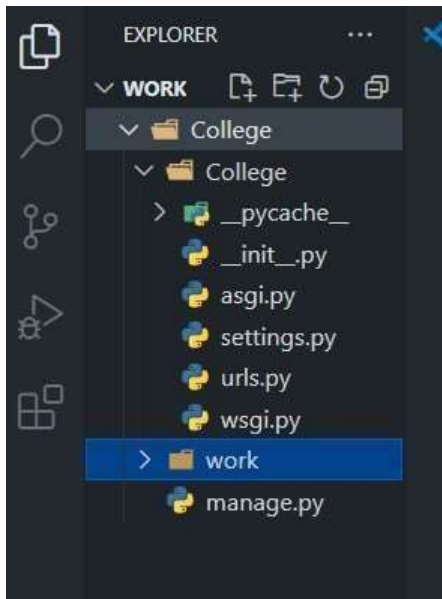 EXPLORER ...
WORK
College
College
__pycache__
__init__.py
asgi.py
settings.py
urls.py
wsgi.py
work
manage.py